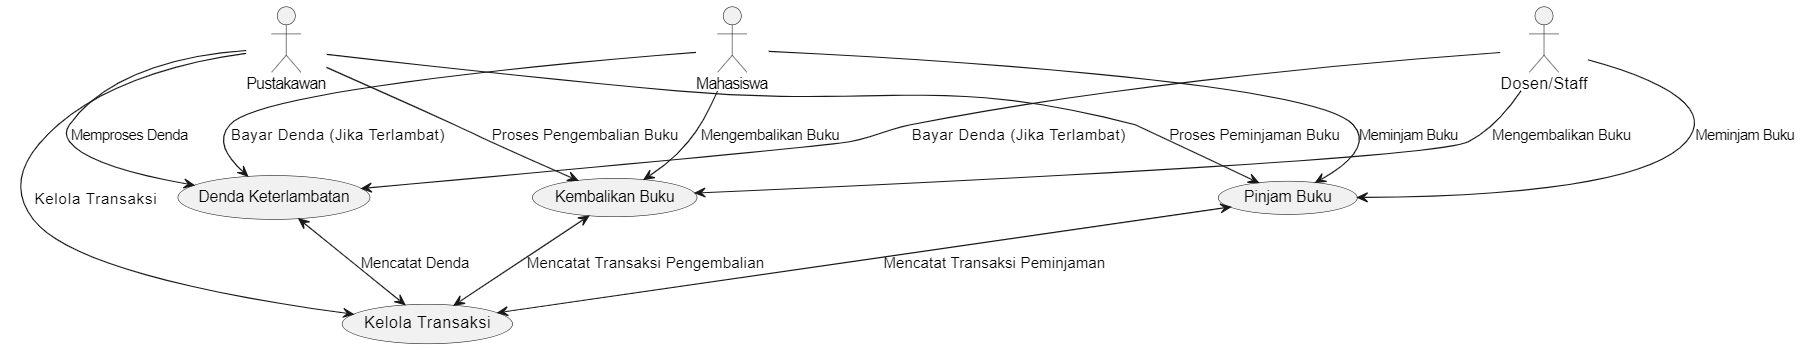 Pustakawan
Mahasiswa
Dosen/Staff
Memproses Denda
Bayar Denda (Jika Terlambat)
Proses Pengembalian Buku
Mengembalikan Buku
Bayar Denda (Jika Terlambat)
Proses Peminjaman Buku
Meminjam Buku
Mengembalikan Buku
Meminjam Buku
Kelola Transaksi
Denda Keterlambatan
Kembalikan Buku
Pinjam Buku
Mencatat Denda
Mencatat Transaksi Pengembalian
Mencatat Transaksi Peminjaman
Kelola Transaksi